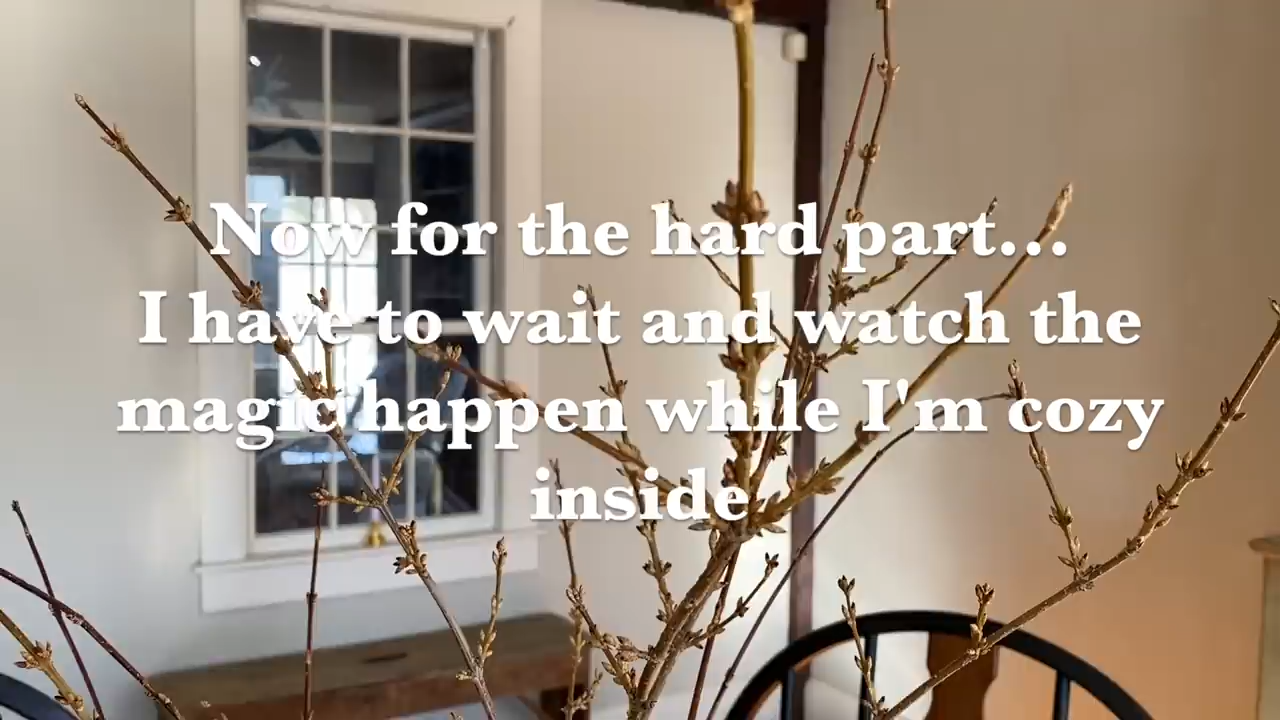 Now for the hard part...
I have to wait and watch the
magic happen while I'm cozy
inside